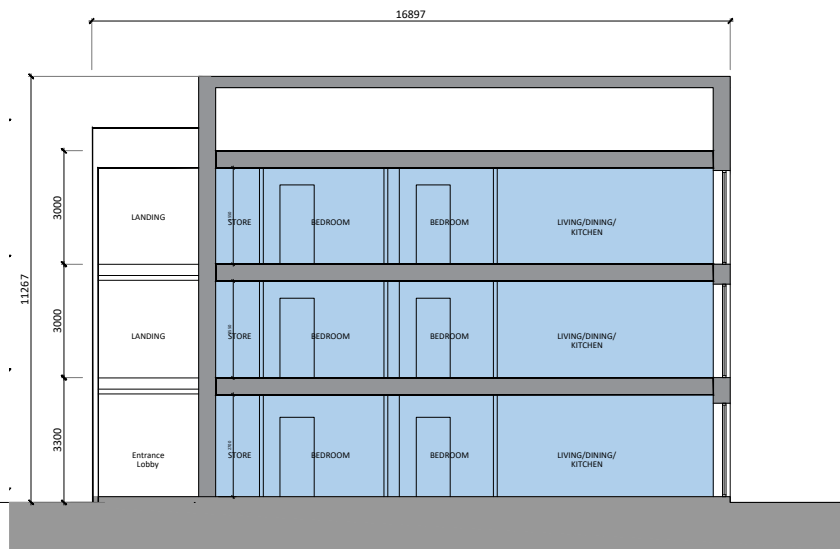 16897
11267
3000
LANDING
STORE
BEDROOM
BEDROOM
LIVING/DINING/
KITCHEN
3000
LANDING
STORE
BEDROOM
BEDROOM
LIVING/DINING/
KITCHEN
3300
Entrance
Lobby
STORE
BEDROOM
BEDROOM
LIVING/DINING/
KITCHEN